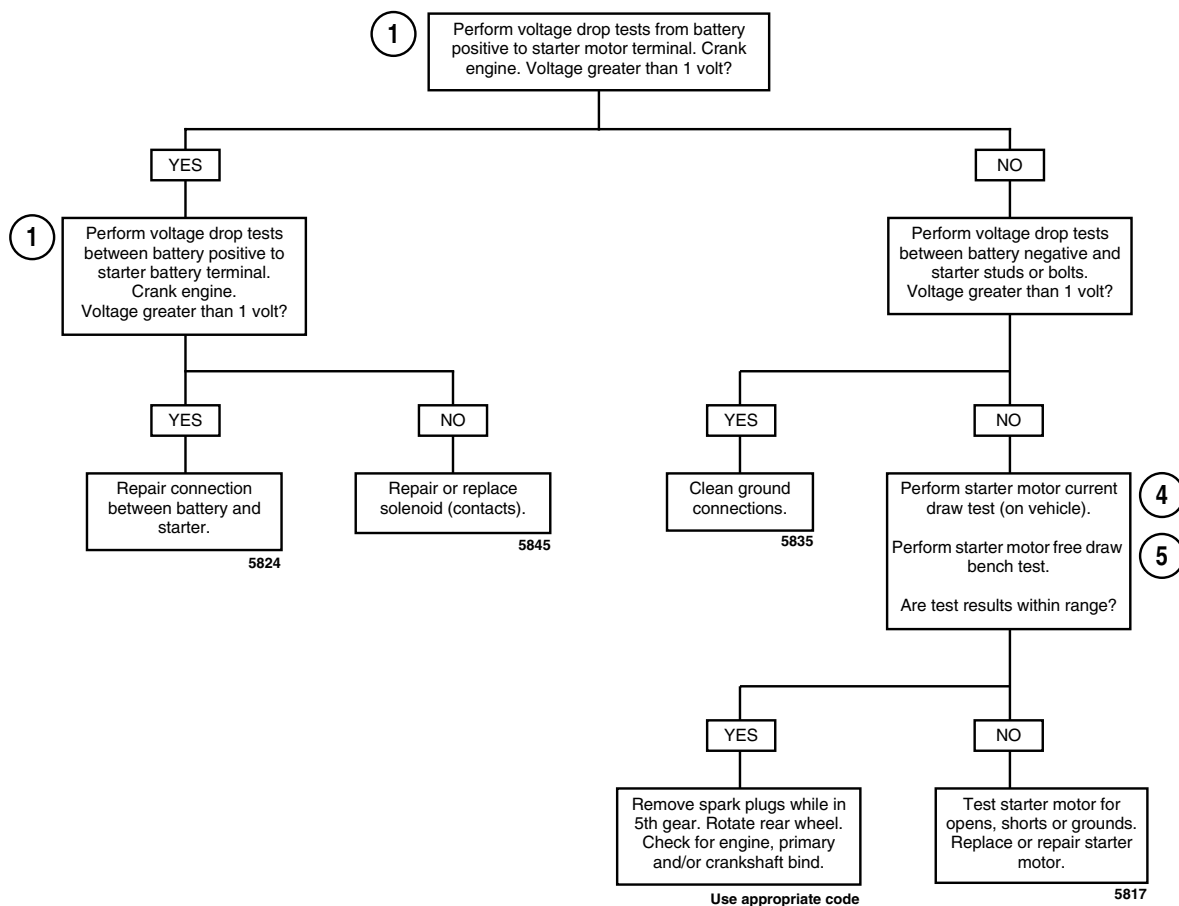 1
Perform voltage drop tests from battery
positive to starter motor terminal. Crank
engine. Voltage greater than 1 volt?
YES
NO
1
Perform voltage drop tests
between battery positive to
starter battery terminal.
Crank engine.
Voltage greater than 1 volt?
Perform voltage drop tests
between battery negative and
starter studs or bolts.
Voltage greater than 1 volt?
YES
NO
YES
NO
Repair connection
between battery and
starter.
5824
Repair or replace
solenoid (contacts).
5845
Clean ground
connections.
5835
Perform starter motor current
draw test (on vehicle).
4
Perform starter motor free draw
bench test.
5
Are test results within range?
YES
NO
Remove spark plugs while in
5th gear. Rotate rear wheel.
Check for engine, primary
and/or crankshaft bind.
Use appropriate code
Test starter motor for
opens, shorts or grounds.
Replace or repair starter
motor.
5817